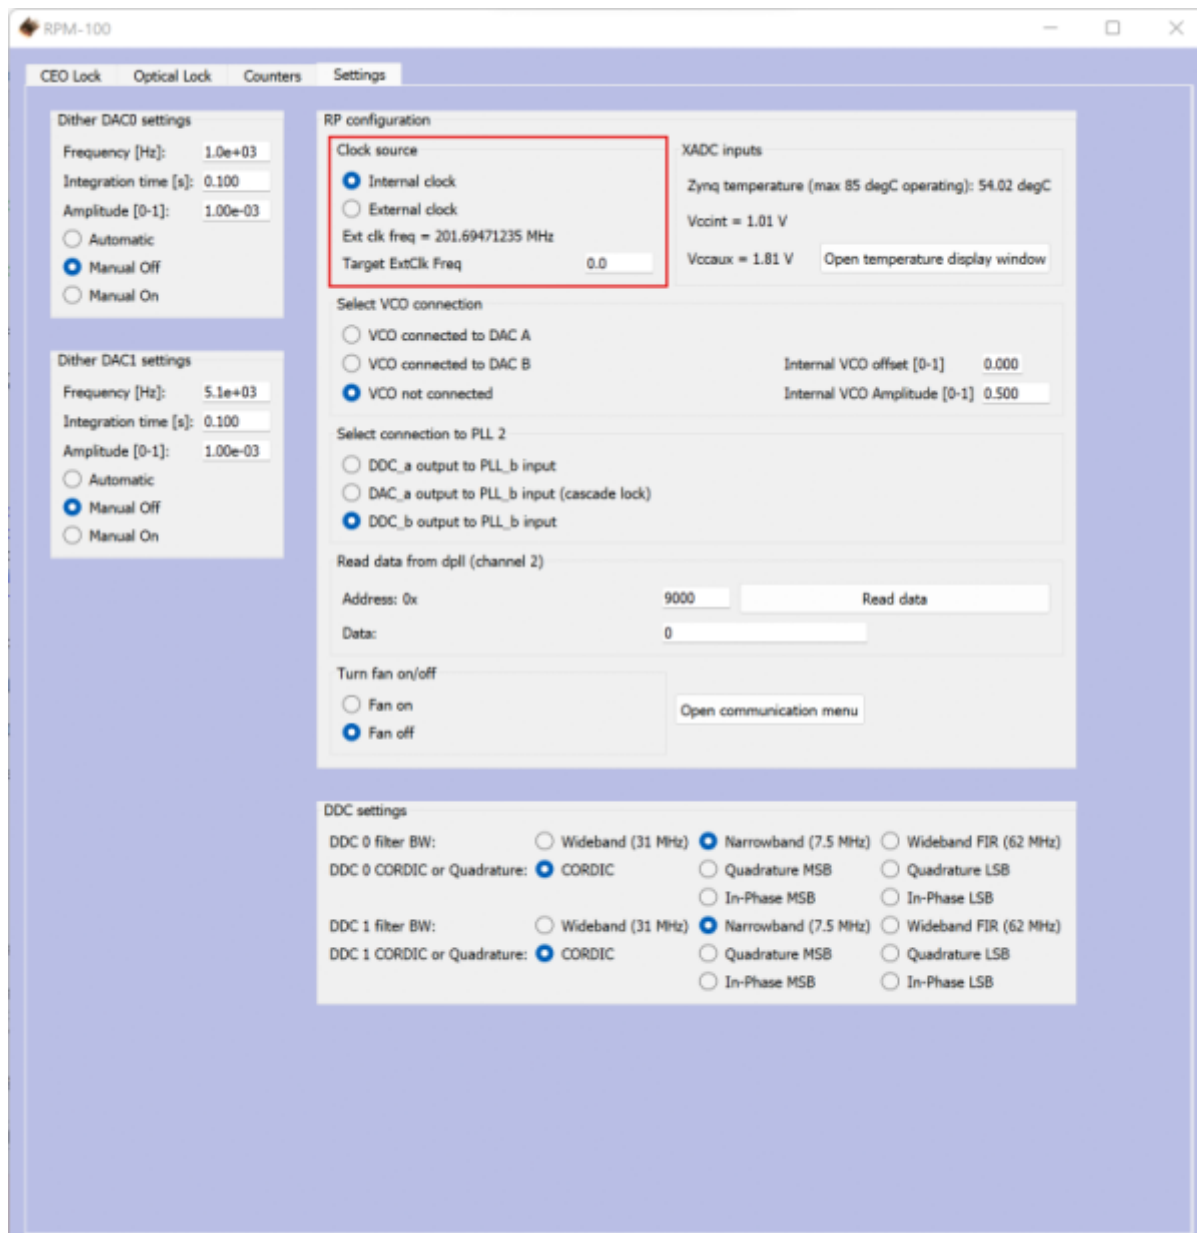 RPM-100
CEO Lock Optical Lock Counters Settings
Dither DAC0 settings
Frequency [Hz]: 1.0e+03
Integration time [s]: 0.100
Amplitude [0-1]: 1.00e-03
Automatic
Manual Off
Manual On
Dither DAC1 settings
Frequency [Hz]: 5.1e+03
Integration time [s]: 0.100
Amplitude [0-1]: 1.00e-03
Automatic
Manual Off
Manual On
RP configuration
Clock source
Internal clock
External clock
Ext clk freq = 201.69471235 MHz
Target ExtClk Freq 0.0
XADC inputs
Zynq temperature (max 85 degC operating): 54.02 degC
Vccint = 1.01 V
Vccaux = 1.81 V Open temperature display window
Select VCO connection
VCO connected to DAC A
VCO connected to DAC B Internal VCO offset [0-1] 0.000
VCO not connected Internal VCO Amplitude [0-1] 0.500
Select connection to PLL 2
DDC_a output to PLL_b input
DAC_a output to PLL_b input (cascade lock)
DDC_b output to PLL_b input
Read data from dpll (channel 2)
Address: 0x 9000 Read data
Data: 0
Turn fan on/off
Fan on
Fan off
Open communication menu
DDC settings
DDC 0 filter BW: Wideband (31 MHz) Narrowband (7.5 MHz) Wideband FIR (62 MHz)
DDC 0 CORDIC or Quadrature: CORDIC Quadrature MSB Quadrature LSB
In-Phase MSB In-Phase LSB
DDC 1 filter BW: Wideband (31 MHz) Narrowband (7.5 MHz) Wideband FIR (62 MHz)
DDC 1 CORDIC or Quadrature: CORDIC Quadrature MSB Quadrature LSB
In-Phase MSB In-Phase LSB